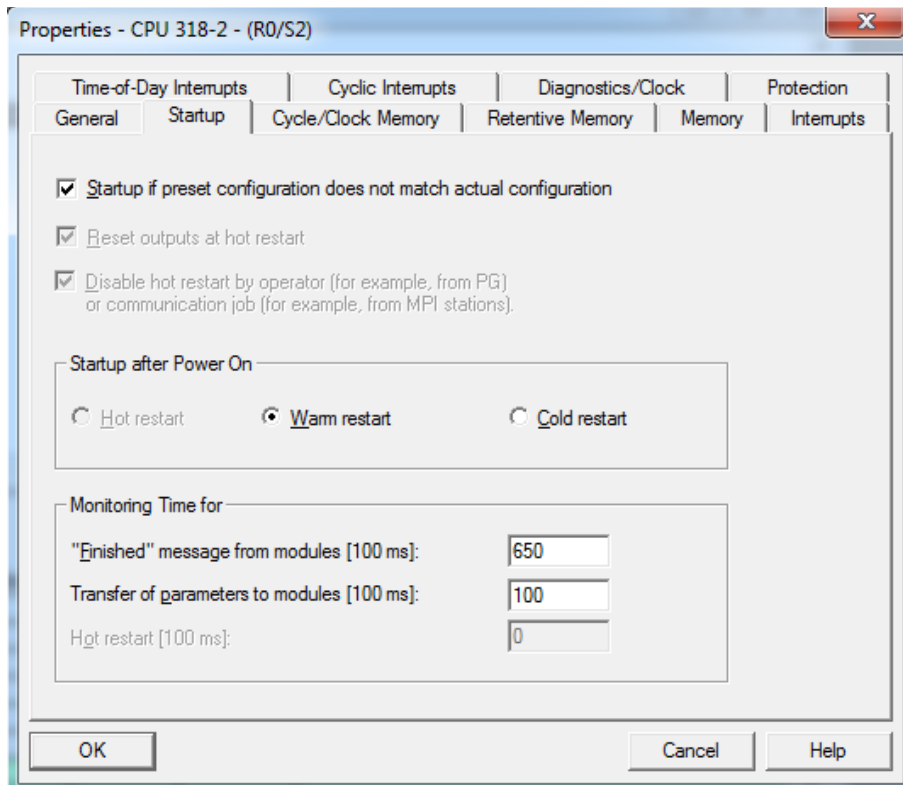 Properties - CPU 318-2 - (R0/S2)
Time-of-Day Interrupts Cyclic Interrupts Diagnostics/Clock Protection
General Startup Cycle/Clock Memory Retentive Memory Memory Interrupts
Startup if preset configuration does not match actual configuration
Reset outputs at hot restart
Disable hot restart by operator (for example, from PG)
or communication job (for example, from MPI stations).
Startup after Power On
Hot restart Warm restart Cold restart
Monitoring Time for
"Finished" message from modules [100 ms]: 650
Transfer of parameters to modules [100 ms]: 100
Hot restart [100 ms]: 0
OK Cancel Help